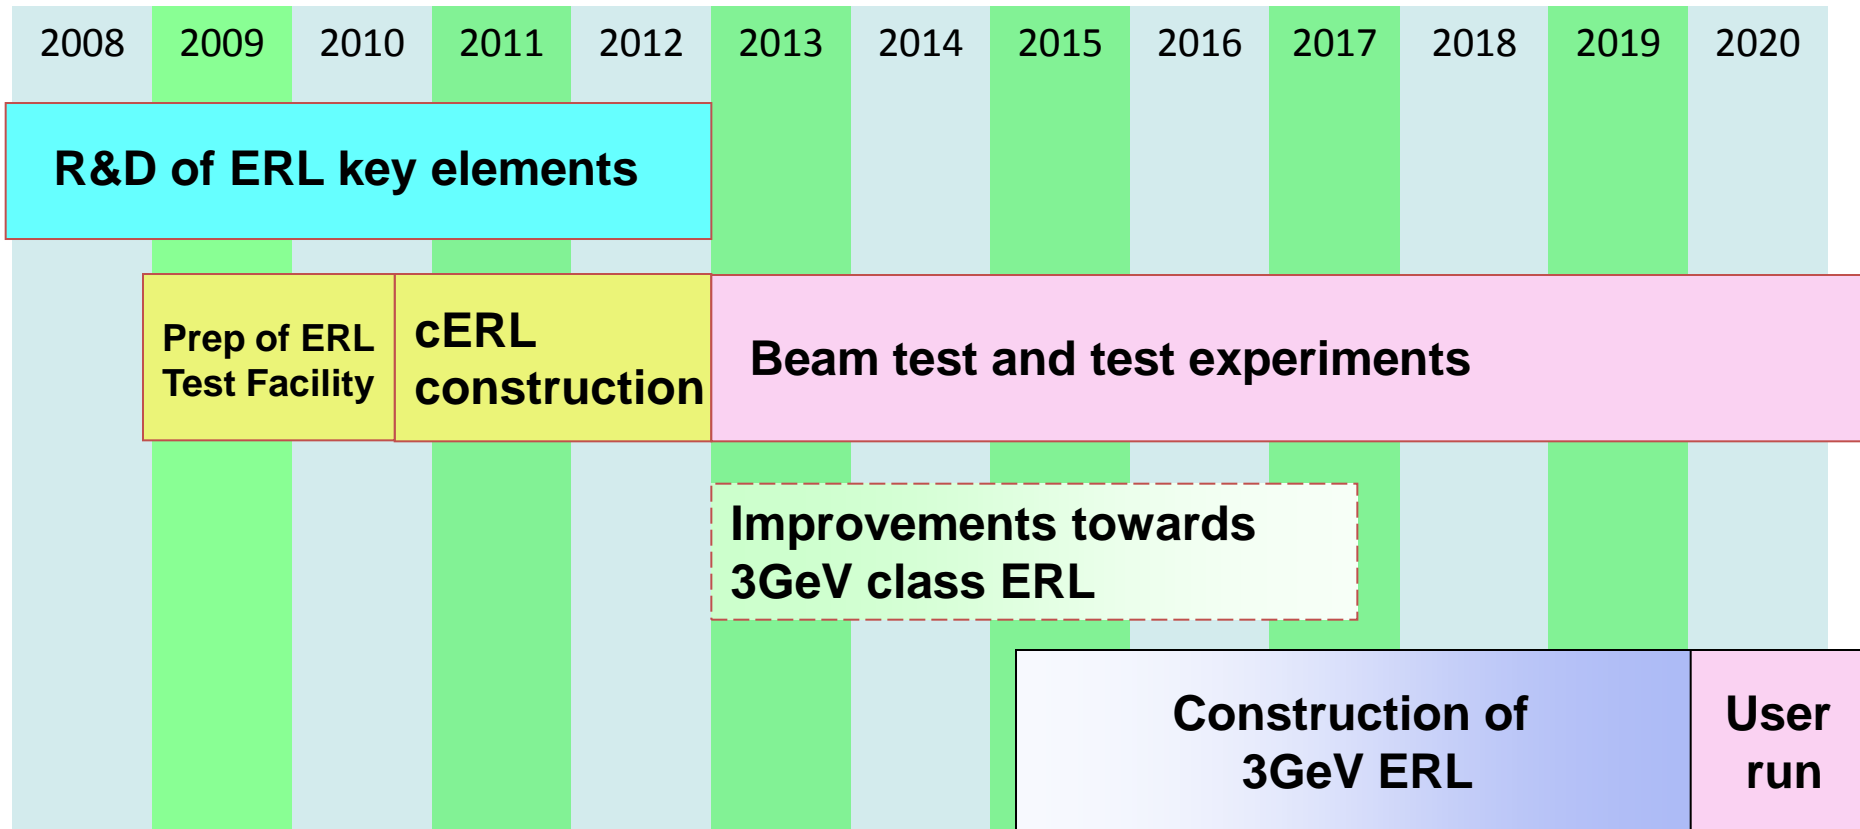 2008 2009 2010 2011 2012 2013 2014 2015 2016 2017 2018 2019 2020
R&D of ERL key elements
Prep of ERL
Test Facility
cERL
construction
Beam test and test experiments
Improvements towards
3GeV class ERL
Construction of
3GeV ERL
User
run